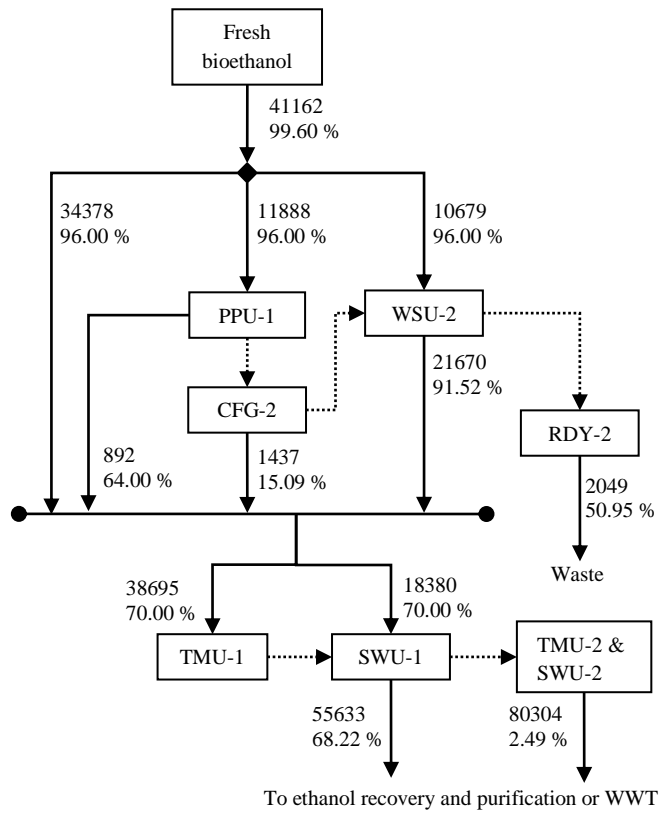 Fresh
bioethanol
41162
99.60 %
34378
96.00 %
11888
96.00 %
10679
96.00 %
PPU-1
WSU-2
21670
91.52 %
CFG-2
RDY-2
892
64.00 %
1437
15.09 %
2049
50.95 %
Waste
38695
70.00 %
18380
70.00 %
TMU-1
SWU-1
TMU-2 &
SWU-2
55633
68.22 %
80304
2.49 %
To ethanol recovery and purification or WWT